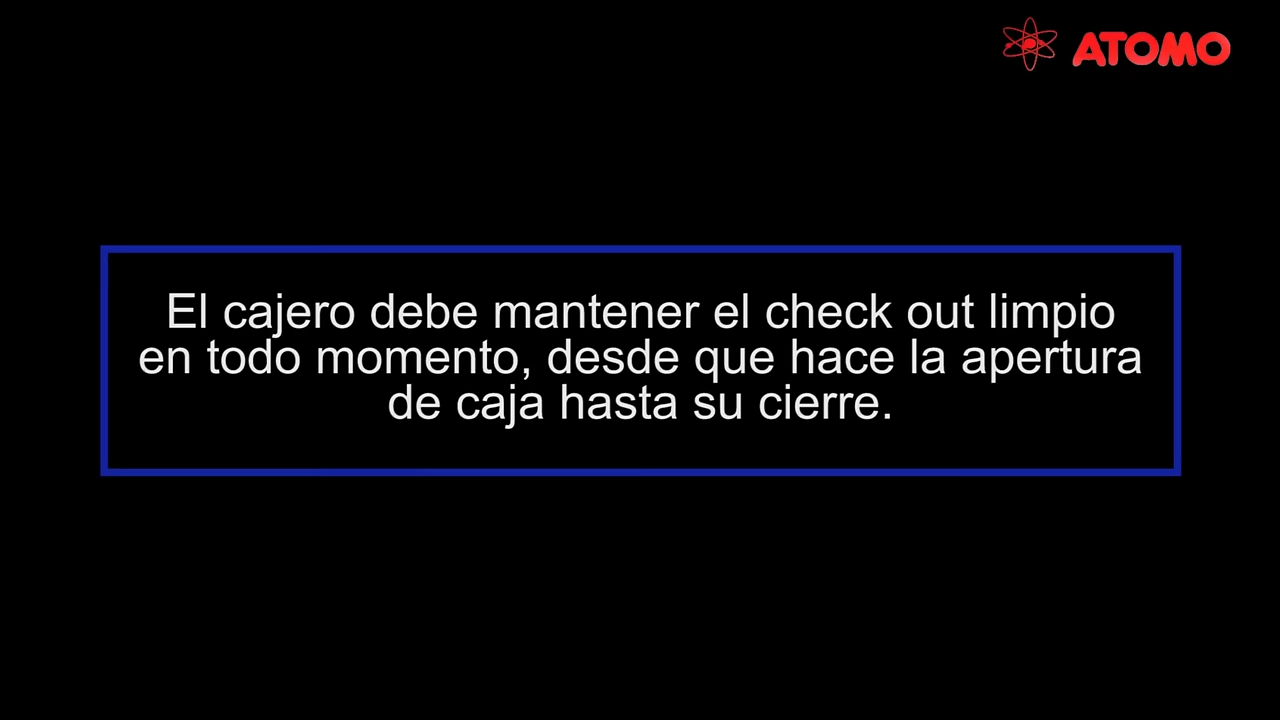 ATOMO
El cajero debe mantener el check out limpio
en todo momento, desde que hace la apertura
de caja hasta su cierre.